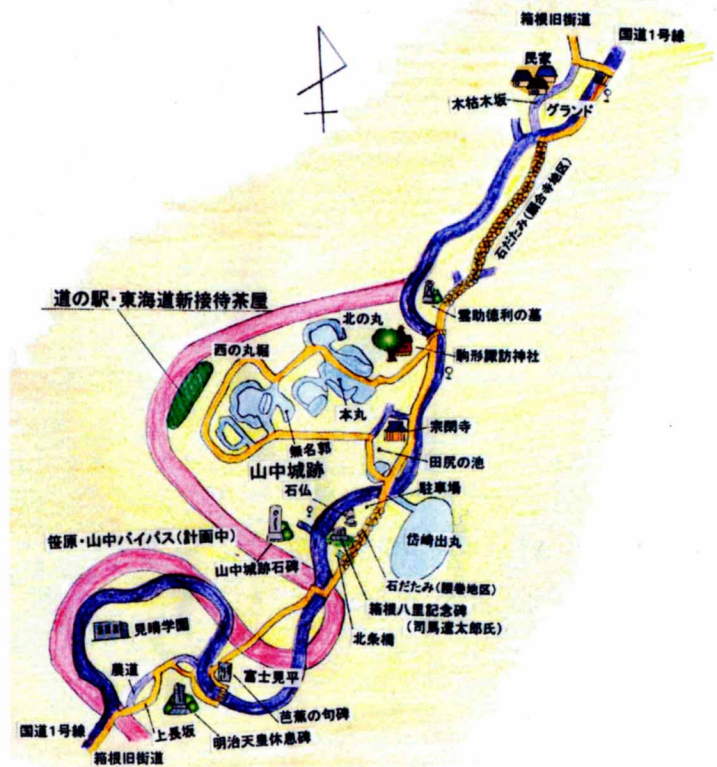 箱根旧街道
国道1号線
民家
木枯木坂
グランド
石だたみ(願合寺地区)
道の駅・東海道新接待茶屋
雲助徳利の墓
北の丸
西の丸堀
駒形諏訪神社
本丸
宗閑寺
無名郭
山中城跡
田尻の池
石仏
駐車場
岱崎出丸
笹原・山中バイパス(計画中)
山中城跡石碑
石だたみ(腰巻地区)
箱根八里記念碑
(司馬遼太郎氏)
北条橋
見晴学園
農道
富士見平
芭蕉の句碑
国道1号線
上長坂
明治天皇休息碑
箱根旧街道